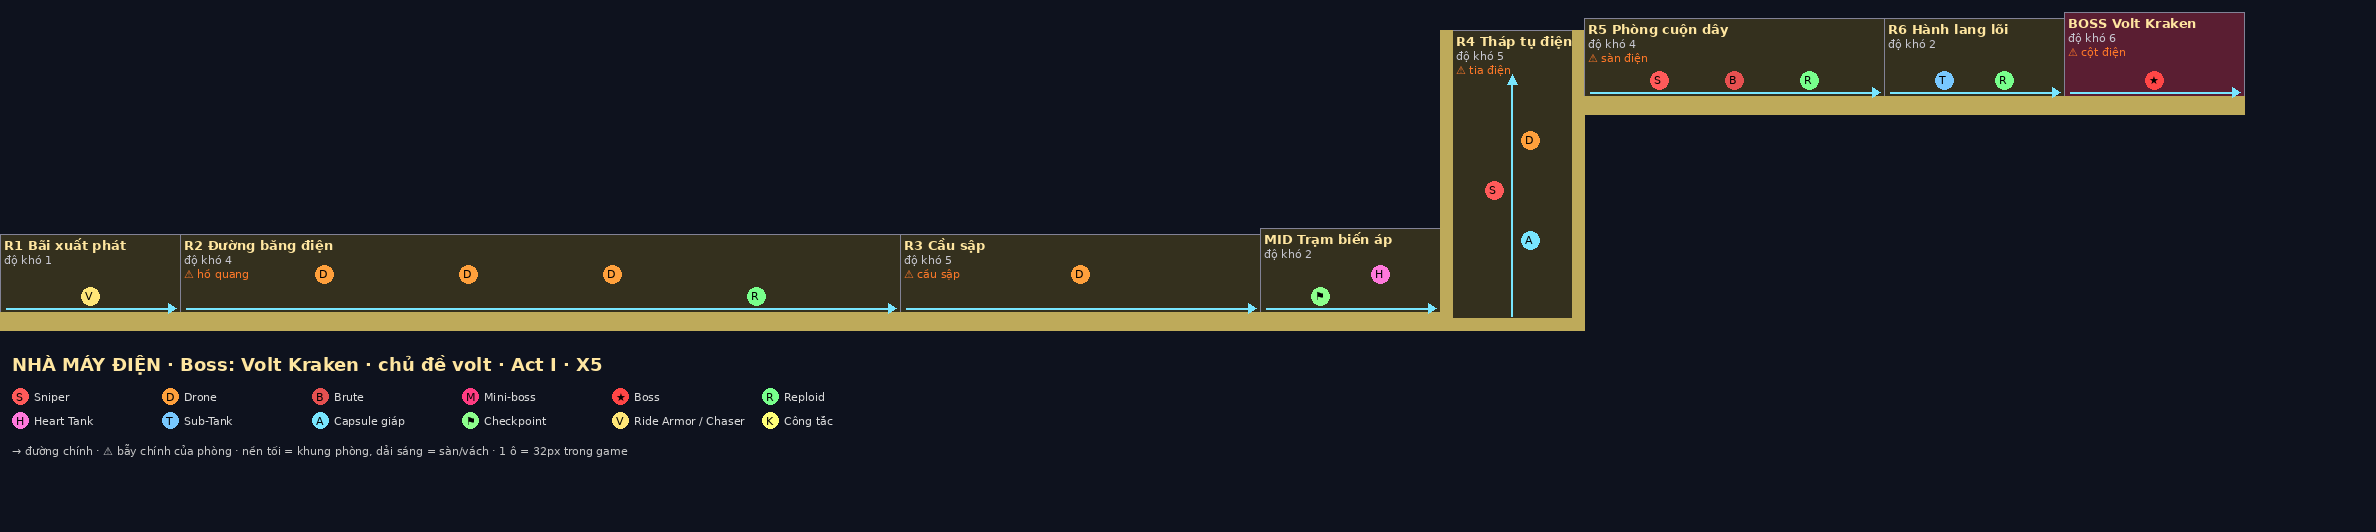 R1 Bãi xuất phát
độ khó 1
V
R2 Đường băng điện
độ khó 4
⚠ hồ quang
D
D
D
R
R3 Cầu sập
độ khó 5
⚠ cầu sập
D
MID Trạm biến áp
độ khó 2
H
⚑
R4 Tháp tụ điện
độ khó 5
⚠ tia điện
D
S
A
R5 Phòng cuộn dây
độ khó 4
⚠ sàn điện
S
B
R
R6 Hành lang lõi
độ khó 2
T
R
BOSS Volt Kraken
độ khó 6
⚠ cột điện
★
NHÀ MÁY ĐIỆN · Boss: Volt Kraken · chủ đề volt · Act I · X5
S Sniper D Drone B Brute M Mini-boss ★ Boss R Reploid
H Heart Tank T Sub-Tank A Capsule giáp ⚑ Checkpoint V Ride Armor / Chaser K Công tắc
→ đường chính · ⚠ bẫy chính của phòng · nền tối = khung phòng, dải sáng = sàn/vách · 1 ô = 32px trong game